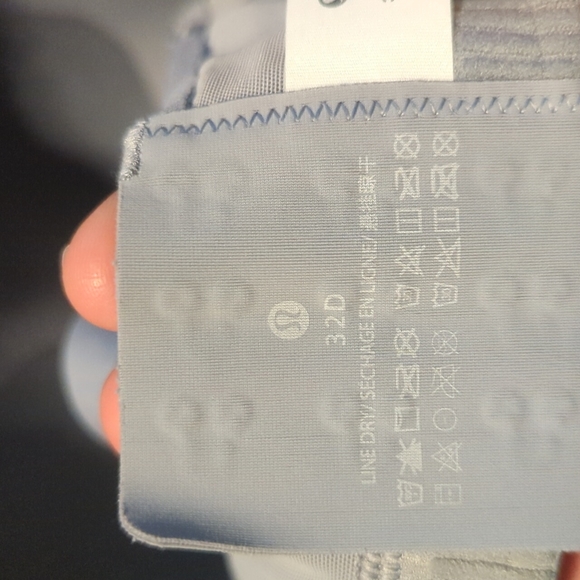 32D
LINE DRY/ SÉCHAGE EN LIGNE/ 悬挂晾干